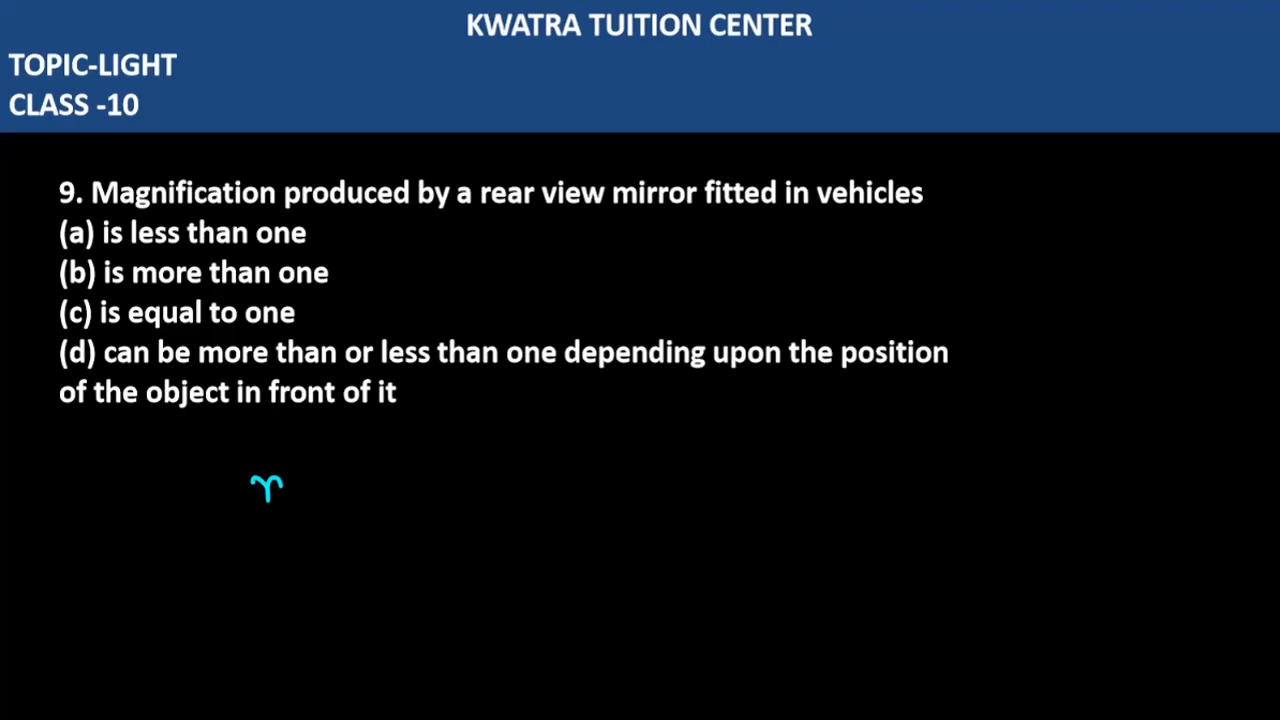 KWATRA TUITION CENTER
TOPIC-LIGHT
CLASS -10
9. Magnification produced by a rear view mirror fitted in vehicles
(a) is less than one
(b) is more than one
(c) is equal to one
(d) can be more than or less than one depending upon the position
of the object in front of it